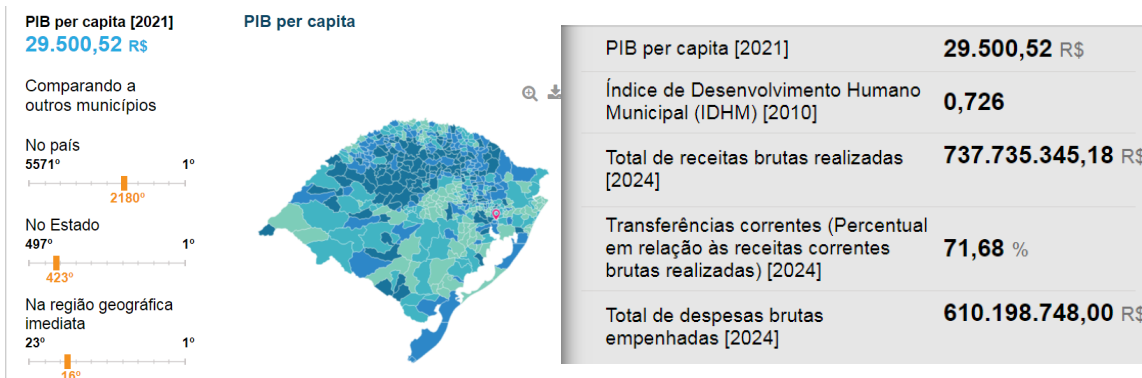 PIB per capita [2021]
29.500,52 R$
Comparando a
outros municípios
No país
5571º 1º
2180º
No Estado
497º 1º
423º
Na região geográfica
imediata
23º 1º
16º
PIB per capita
PIB per capita [2021] 29.500,52 R$
Índice de Desenvolvimento Humano
Municipal (IDHM) [2010] 0,726
Total de receitas brutas realizadas 737.735.345,18 R$
[2024]
Transferências correntes (Percentual
em relação às receitas correntes 71,68 %
brutas realizadas) [2024]
Total de despesas brutas 610.198.748,00 R$
empenhadas [2024]